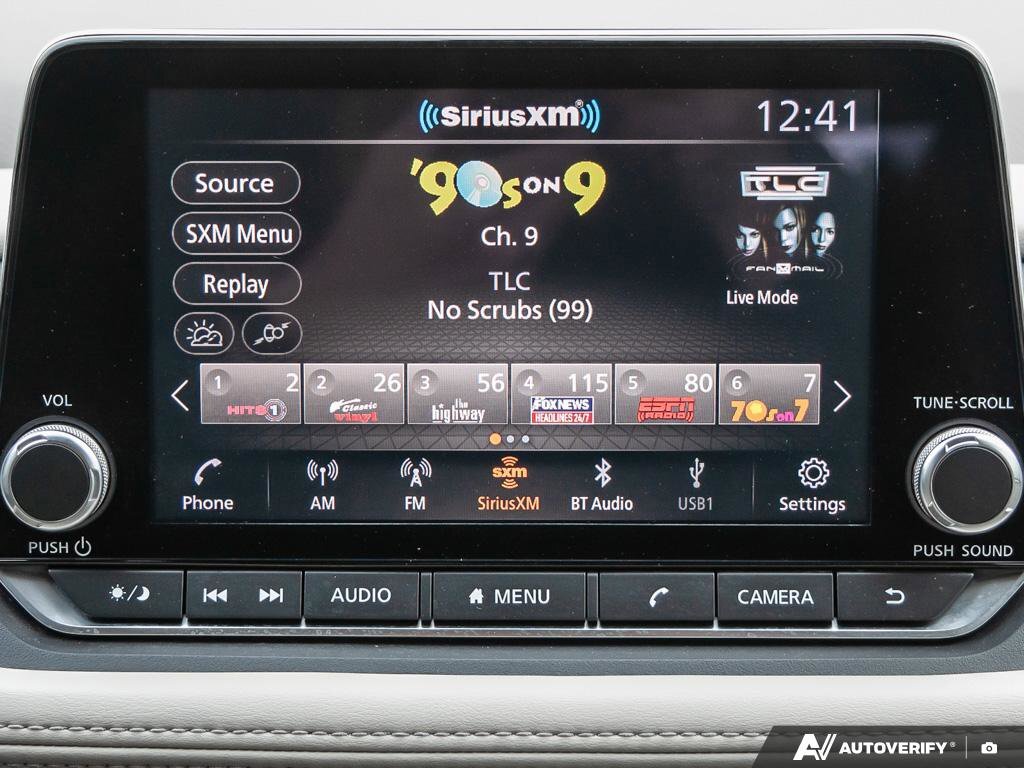 SiriusXM®
12:41
Source
'90s ON 9
TLC
SXM Menu
Ch. 9
FANMAIL
Replay
TLC
Live Mode
No Scrubs (99)
1 2 2 26 3 56 4 115 5 80 6 7
HITS 1
Classic vinyl
the highway
FOX NEWS
HEADLINES 24/7
ESPN
RADIO
70s on 7
VOL
TUNE·SCROLL
sxm
Phone AM FM SiriusXM BT Audio USB1 Settings
PUSH
PUSH SOUND
AUDIO MENU CAMERA
AUTOVERIFY®